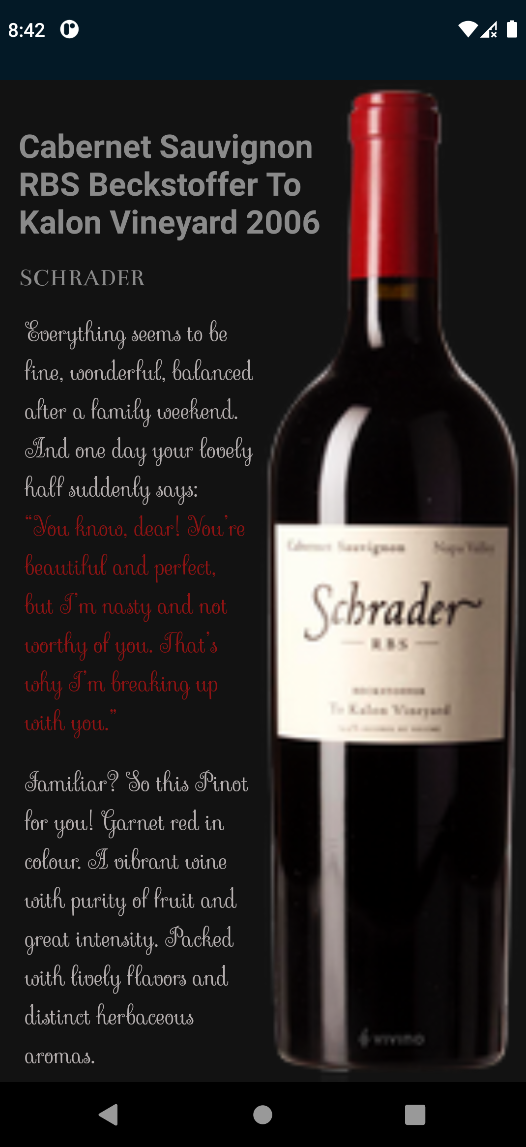 8:42
Cabernet Sauvignon
RBS Beckstoffer To
Kalon Vineyard 2006
SCHRADER
Everything seems to be
fine, wonderful, balanced
after a family weekend.
And one day your lovely
half suddenly says:
“You know, dear! You're
beautiful and perfect,
but I'm nasty and not
worthy of you. That's
why I'm breaking up
with you.”
Familiar? So this Pinot
for you! Garnet red in
colour. A vibrant wine
with purity of fruit and
great intensity. Packed
with lively flavors and
distinct herbaceous
aromas.
Cabernet Sauvignon Napa Valley
Schrader
RBS
BECKSTOFFER
To Kalon Vineyard
VIVINO